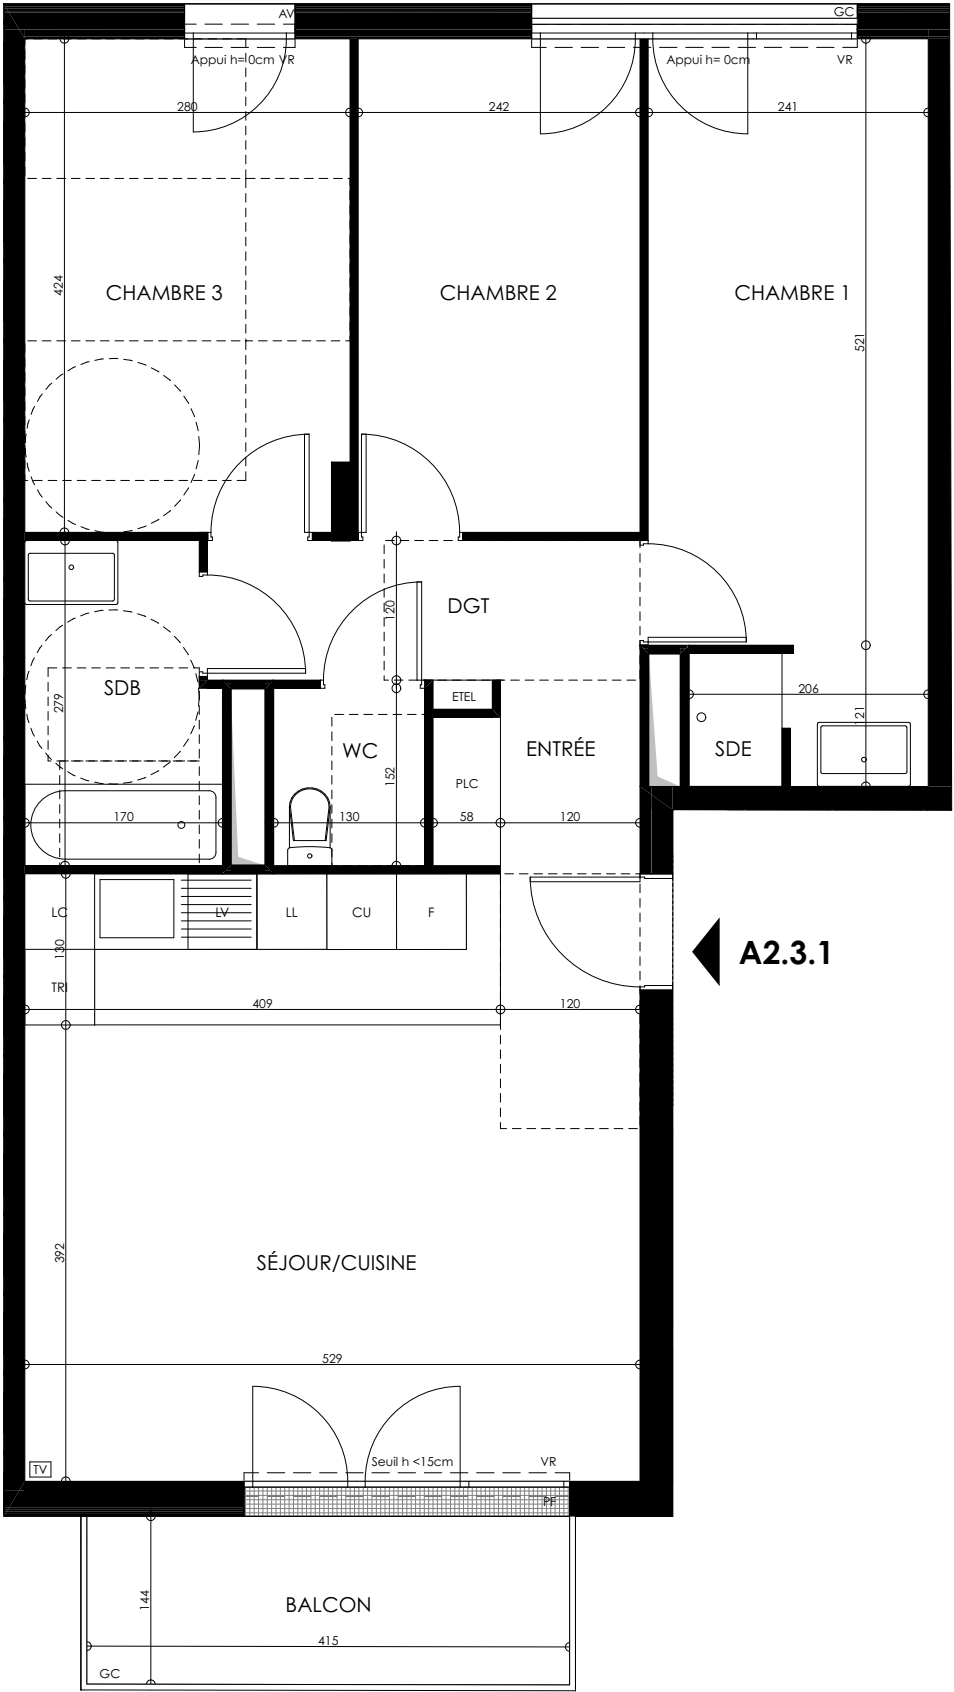 AV
GC
Appui h= 0cm VR
Appui h= 0cm
VR
280
242
241
CHAMBRE 3
CHAMBRE 2
CHAMBRE 1
424
521
120
DGT
SDB
279
ETEL
206
121
WC
ENTRÉE
SDE
152
PLC
170
130
58
120
LC
LV
LL
CU
F
130
A2.3.1
TRI
409
120
392
SÉJOUR/CUISINE
529
TV
Seuil h <15cm
VR
PF
144
BALCON
415
GC